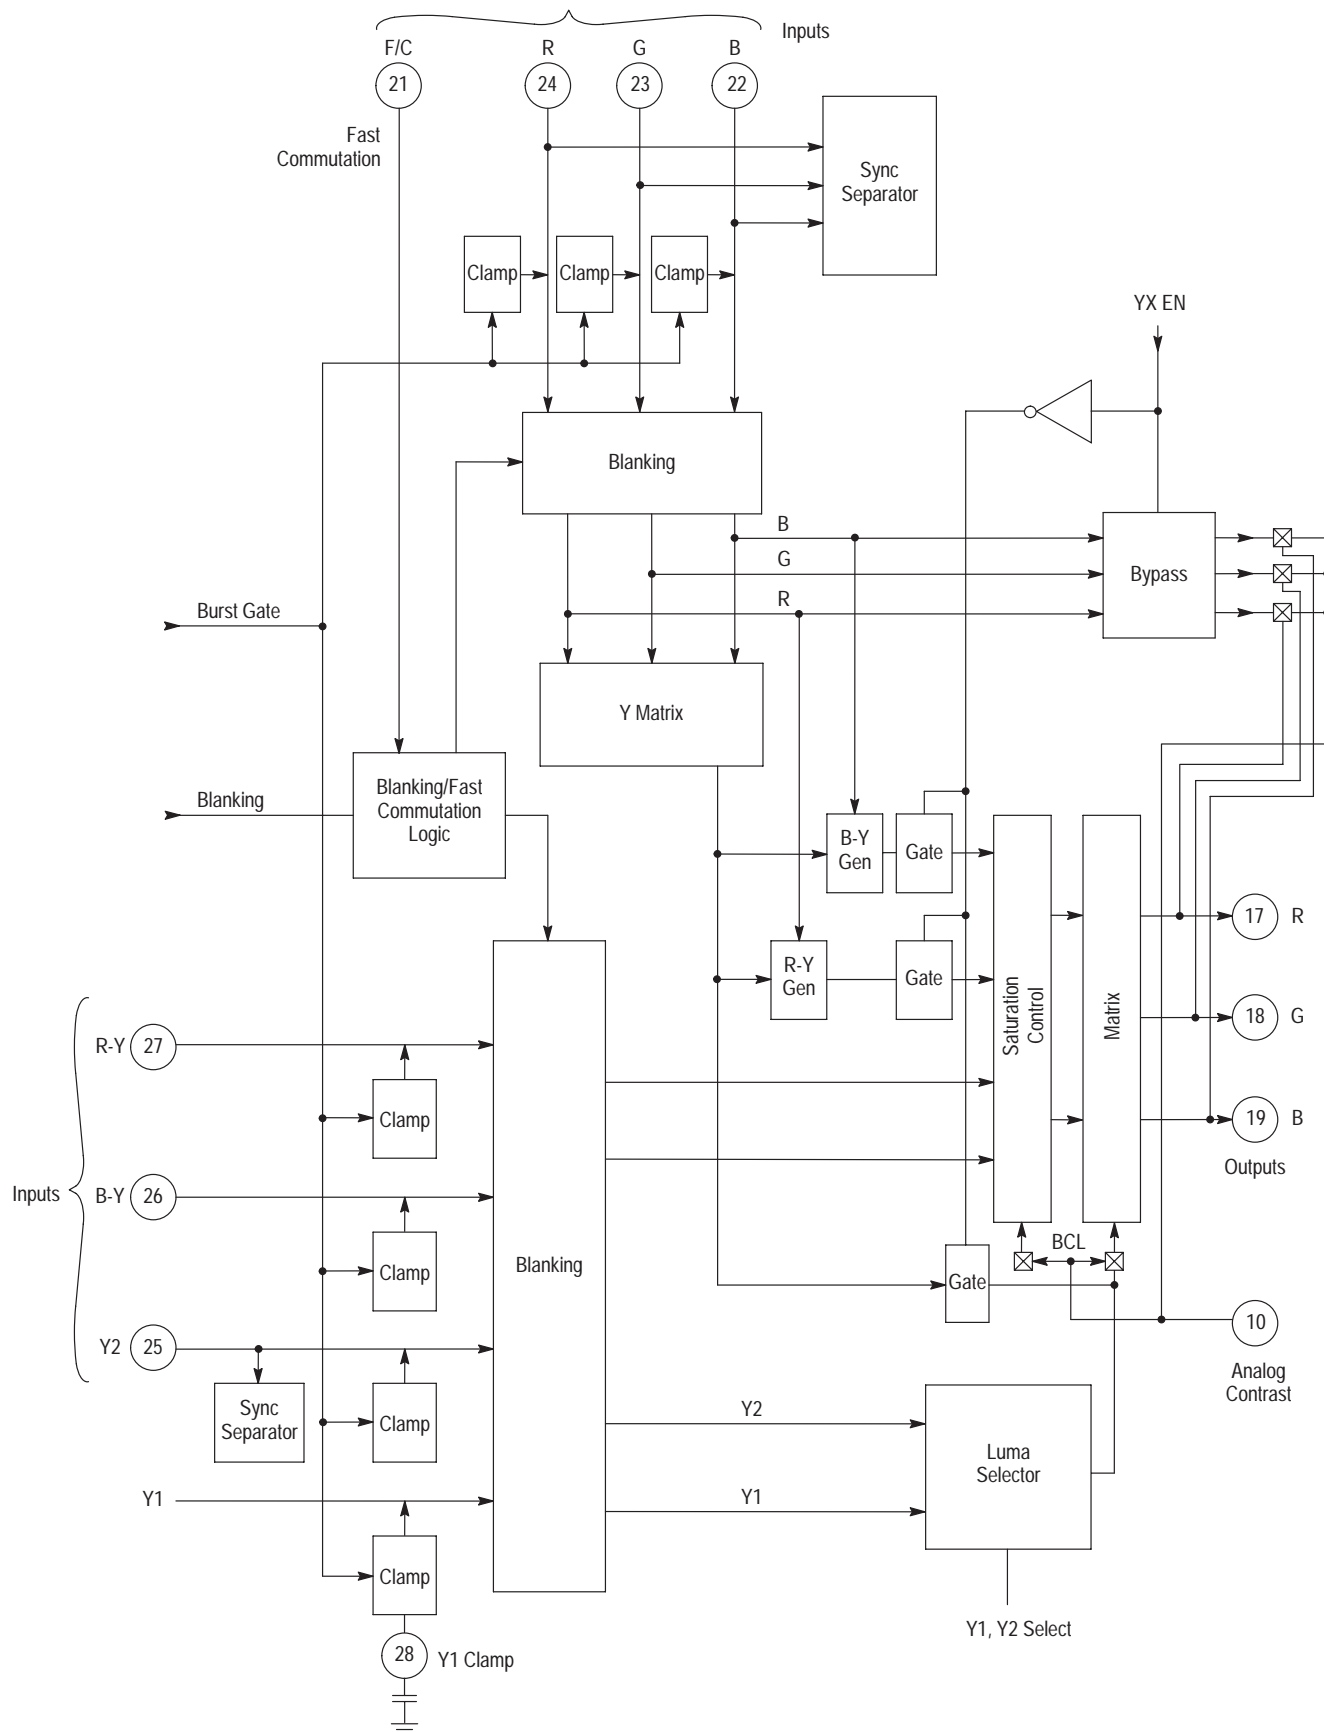 Inputs
F/C
R
G
B
21
24
23
22
Fast
Commutation
Sync
Separator
Clamp
Clamp
Clamp
YX EN
Blanking
B
G
R
Bypass
Burst Gate
Y Matrix
Blanking
Blanking/Fast
Commutation
Logic
B-Y
Gen
Gate
R-Y
Gen
Gate
Saturation
Control
Matrix
17
R
18
G
19
B
Outputs
R-Y
27
Clamp
Inputs
B-Y
26
Clamp
Blanking
BCL
Gate
10
Analog
Contrast
Y2
25
Sync
Separator
Clamp
Y2
Luma
Selector
Y1
Y1
Clamp
Y1, Y2 Select
28
Y1 Clamp